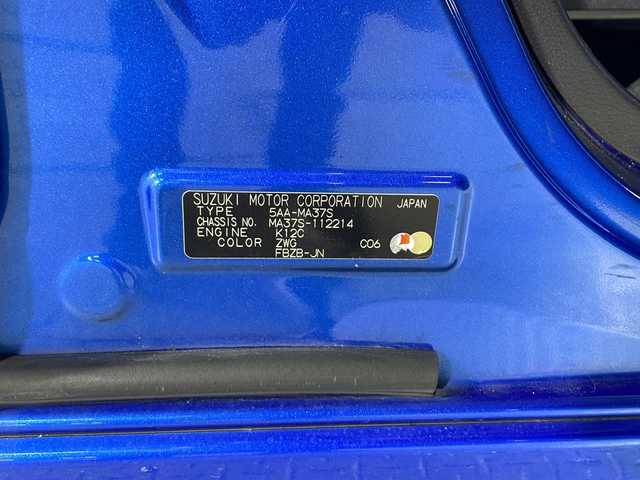 SUZUKI MOTOR CORPORATION JAPAN
TYPE 5AA-MA37S
CHASSIS NO. MA37S-112214
ENGINE K12C
COLOR ZWG C06
FBZB-JN